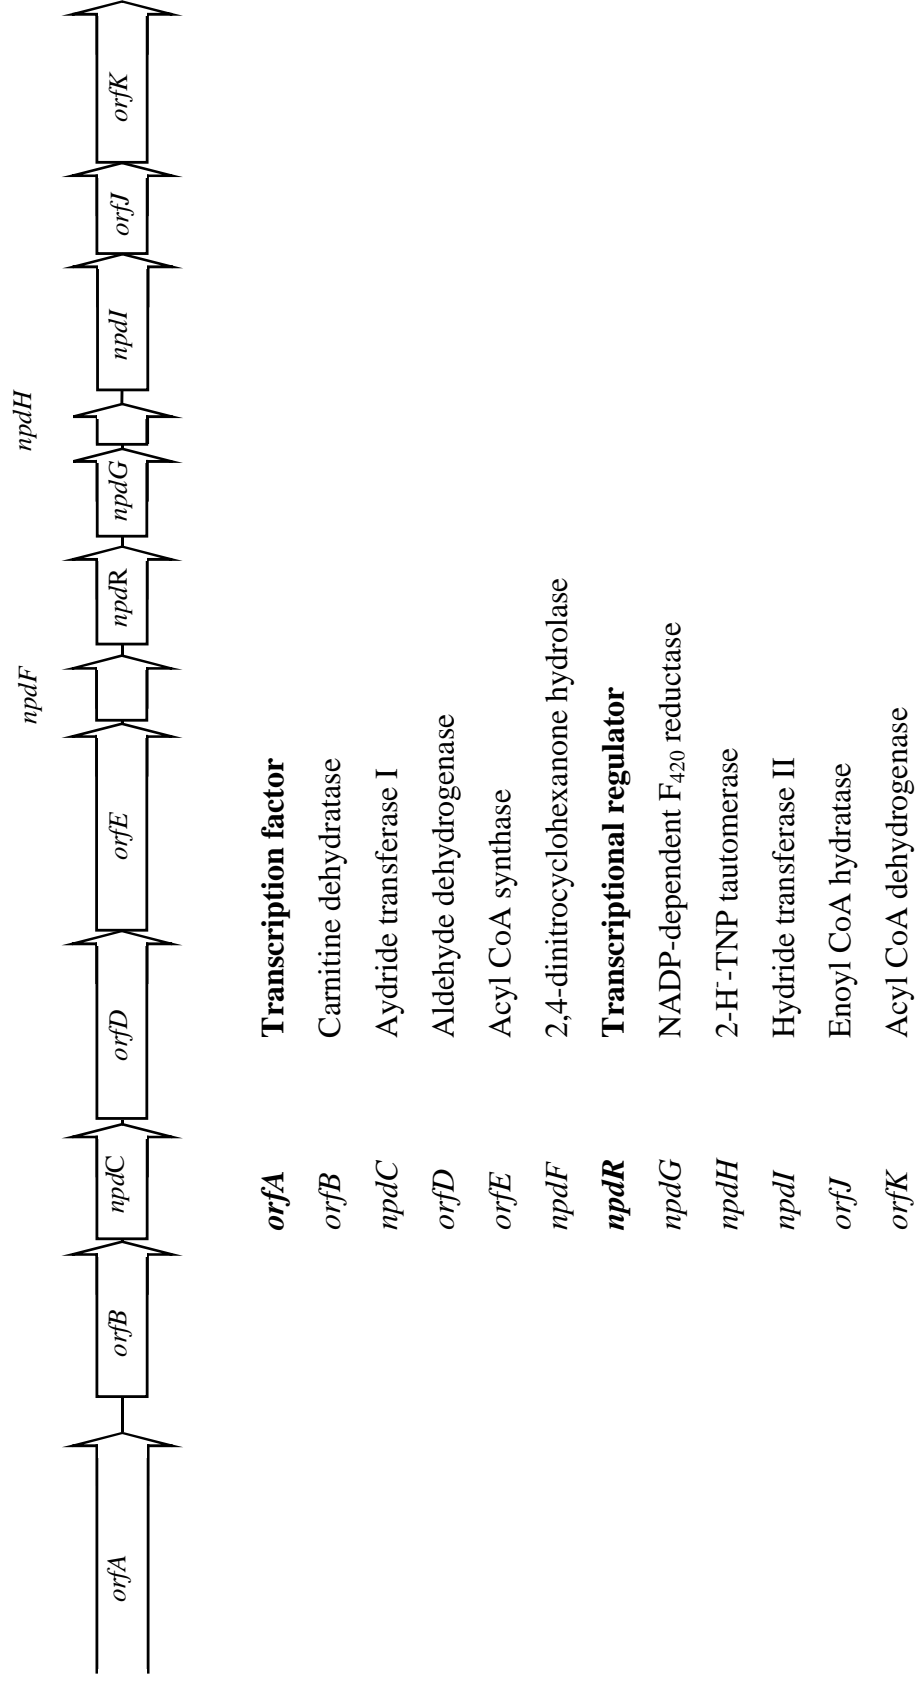 npdF
npdH
orfA
orfB
npdC
orfD
orfE
npdR
npdG
npdI
orfJ
orfK
orfA Transcription factor
orfB Carnitine dehydratase
npdC Aydride transferase I
orfD Aldehyde dehydrogenase
orfE Acyl CoA synthase
npdF 2,4-dinitrocyclohexanone hydrolase
npdR Transcriptional regulator
npdG NADP-dependent F₄₂₀ reductase
npdH 2-H⁻-TNP tautomerase
npdI Hydride transferase II
orfJ Enoyl CoA hydratase
orfK Acyl CoA dehydrogenase